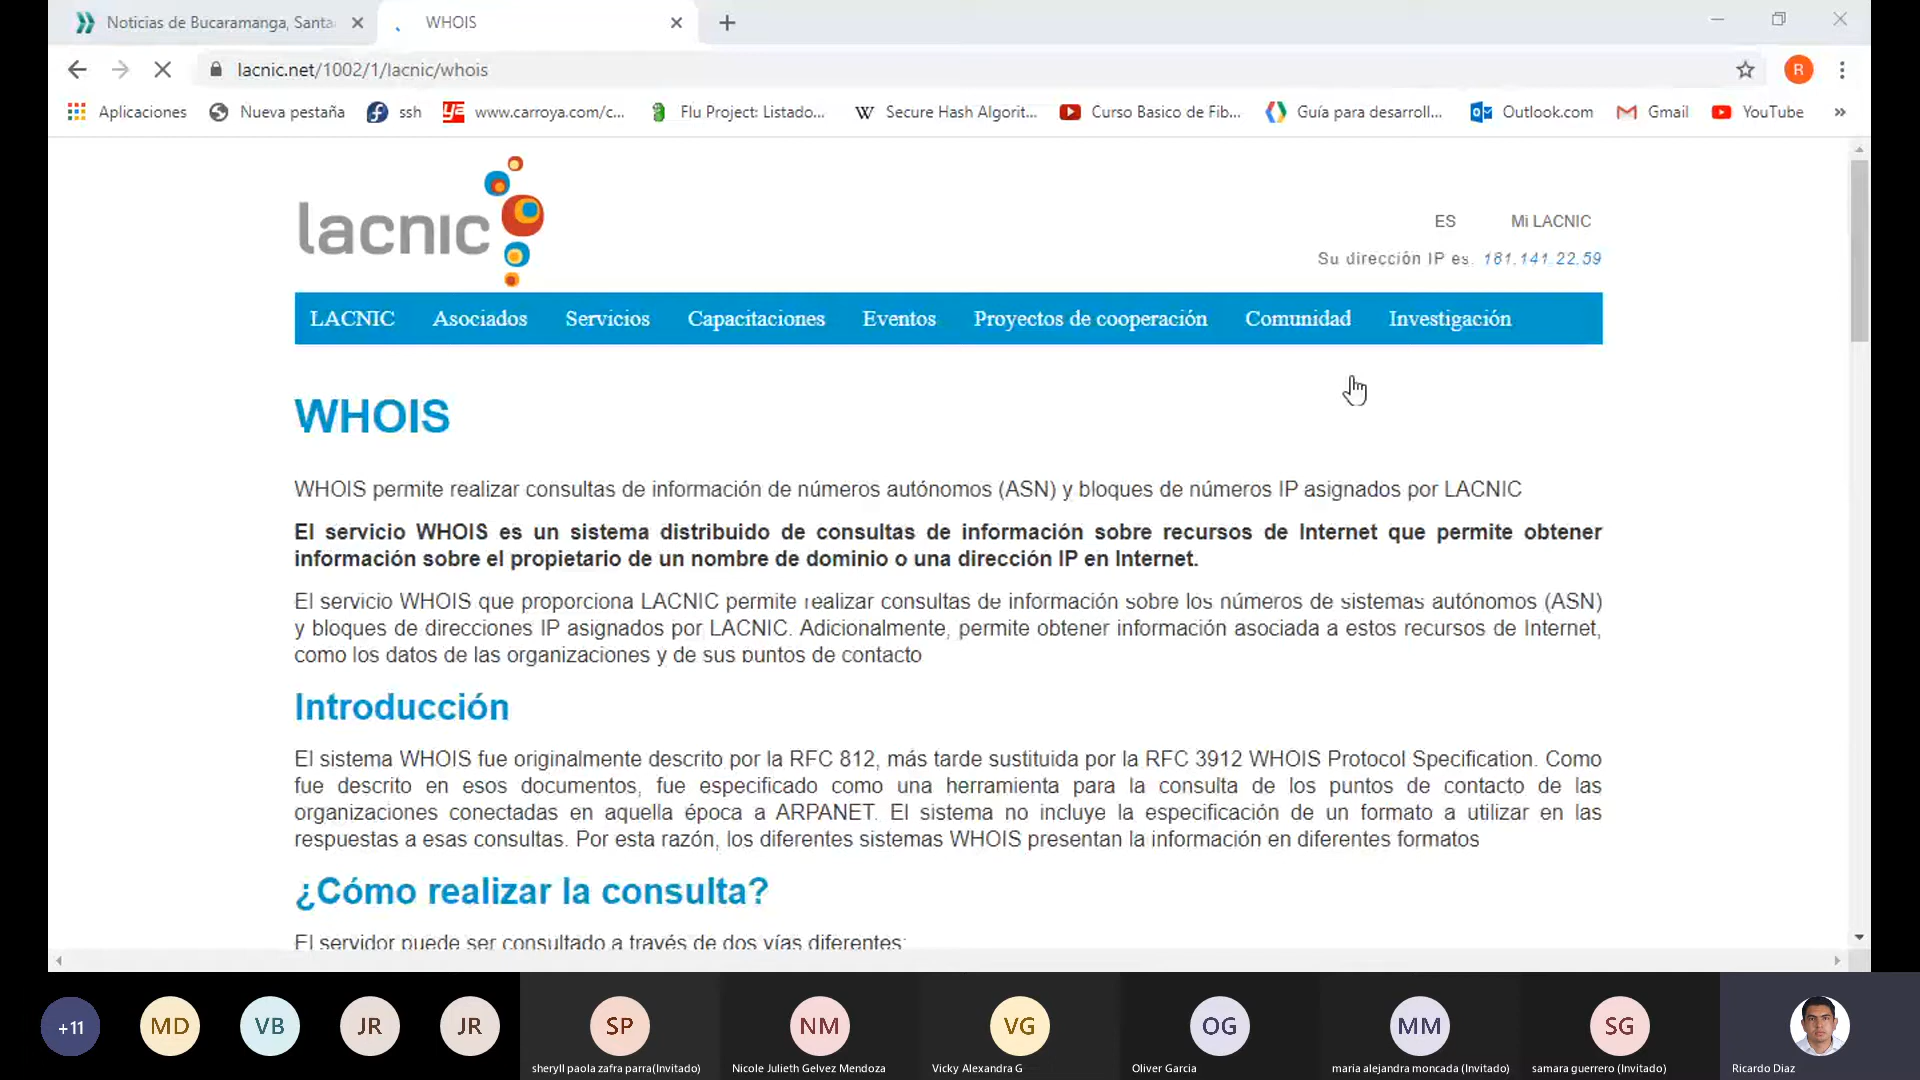 Noticias de Bucaramanga, Santa
WHOIS
lacnic.net/1002/1/lacnic/whois
R
Aplicaciones
Nueva pestaña
ssh
www.carroya.com/c...
Flu Project: Listado...
Secure Hash Algorit...
Curso Basico de Fib...
Guía para desarroll...
Outlook.com
Gmail
YouTube
»
lacnic
ES
Mi LACNIC
Su dirección IP es: 181.141.22.59
LACNIC
Asociados
Servicios
Capacitaciones
Eventos
Proyectos de cooperación
Comunidad
Investigación
WHOIS
WHOIS permite realizar consultas de información de números autónomos (ASN) y bloques de números IP asignados por LACNIC
El servicio WHOIS es un sistema distribuido de consultas de información sobre recursos de Internet que permite obtener
información sobre el propietario de un nombre de dominio o una dirección IP en Internet.
El servicio WHOIS que proporciona LACNIC permite realizar consultas de información sobre los números de sistemas autónomos (ASN)
y bloques de direcciones IP asignados por LACNIC. Adicionalmente, permite obtener información asociada a estos recursos de Internet,
como los datos de las organizaciones y de sus puntos de contacto
Introducción
El sistema WHOIS fue originalmente descrito por la RFC 812, más tarde sustituida por la RFC 3912 WHOIS Protocol Specification. Como
fue descrito en esos documentos, fue especificado como una herramienta para la consulta de los puntos de contacto de las
organizaciones conectadas en aquella época a ARPANET. El sistema no incluye la especificación de un formato a utilizar en las
respuestas a esas consultas. Por esta razón, los diferentes sistemas WHOIS presentan la información en diferentes formatos
¿Cómo realizar la consulta?
El servidor puede ser consultado a través de dos vías diferentes:
+11
MD
VB
JR
JR
SP
NM
VG
OG
MM
SG
sheryll paola zafra parra(Invitado)
Nicole Julieth Gelvez Mendoza
Vicky Alexandra G
Oliver Garcia
maria alejandra moncada (Invitado)
samara guerrero (Invitado)
Ricardo Diaz